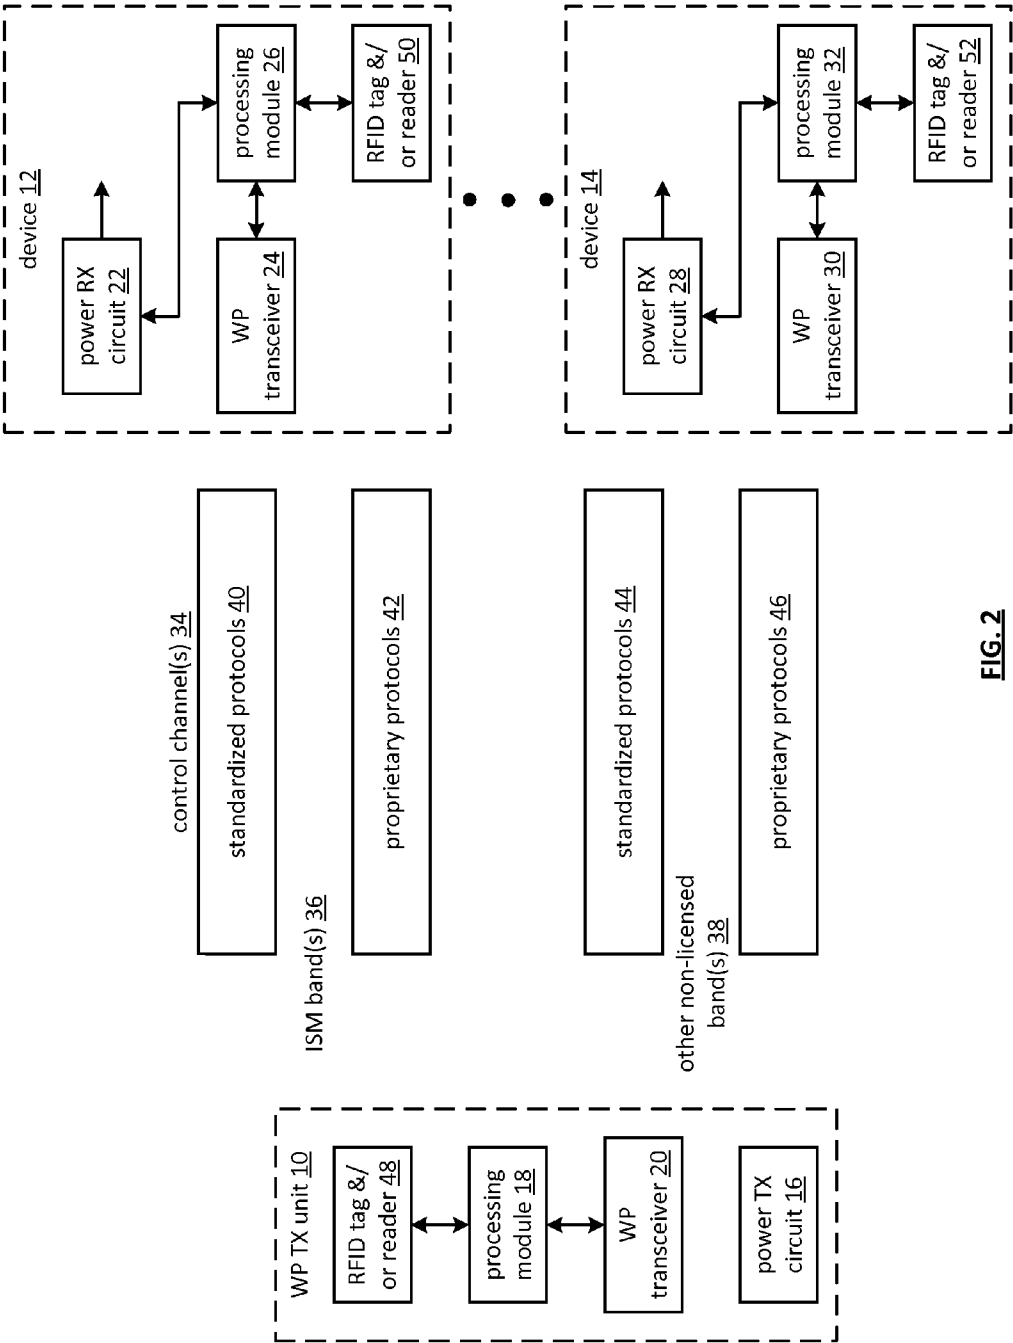 WP TX unit 10
RFID tag &/
or reader 48
processing
module 18
WP
transceiver 20
power TX
circuit 16
control channel(s) 34
standardized protocols 40
ISM band(s) 36
proprietary protocols 42
standardized protocols 44
other non-licensed
band(s) 38
proprietary protocols 46
device 12
power RX
circuit 22
processing
module 26
WP
transceiver 24
RFID tag &/
or reader 50
device 14
power RX
circuit 28
processing
module 32
WP
transceiver 30
RFID tag &/
or reader 52
FIG. 2